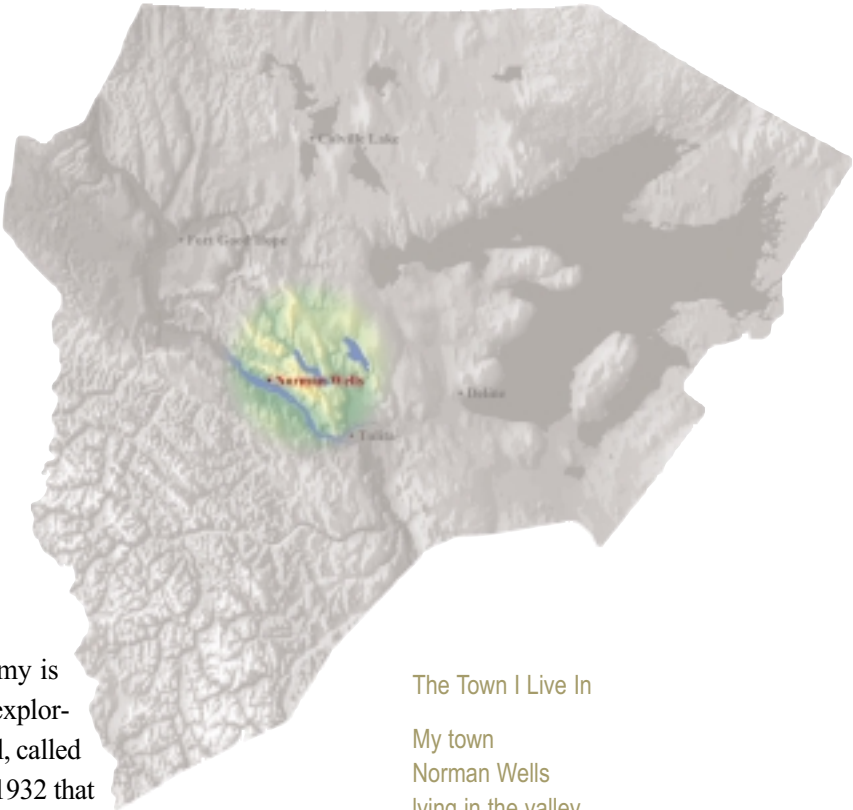 • Colville Lake
• Fort Good Hope
• Norman Wells
• Deline
• Tulita
my is
explor-
l, called
1932 that
The Town I Live In
My town
Norman Wells
lying in the valley